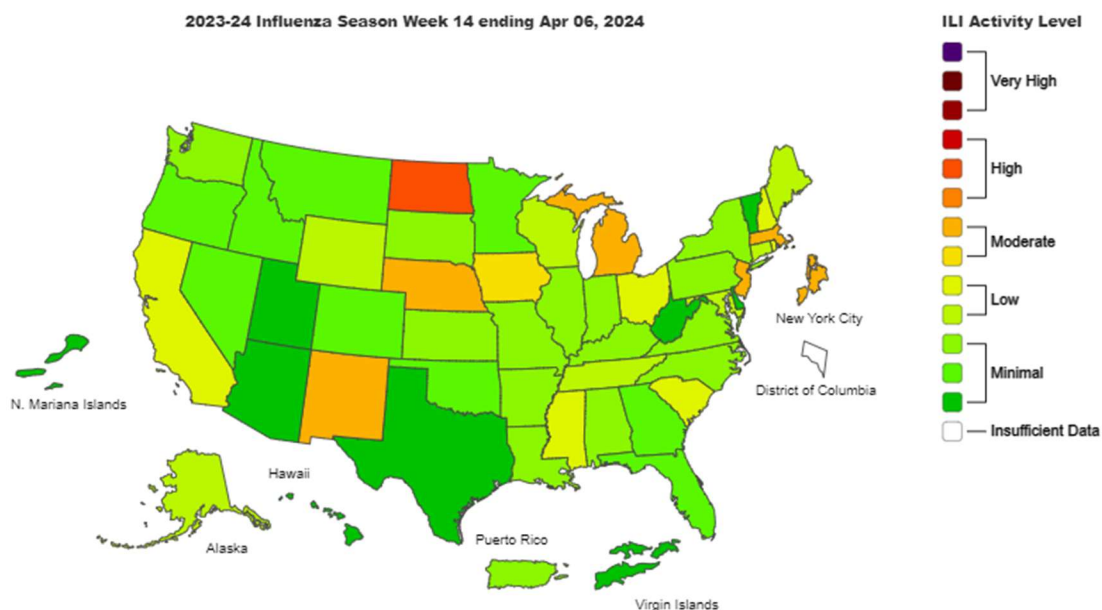 2023-24 Influenza Season Week 14 ending Apr 06, 2024
ILI Activity Level
Very High
High
Moderate
Low
Minimal
Insufficient Data
New York City
District of Columbia
N. Mariana Islands
Hawaii
Alaska
Puerto Rico
Virgin Islands